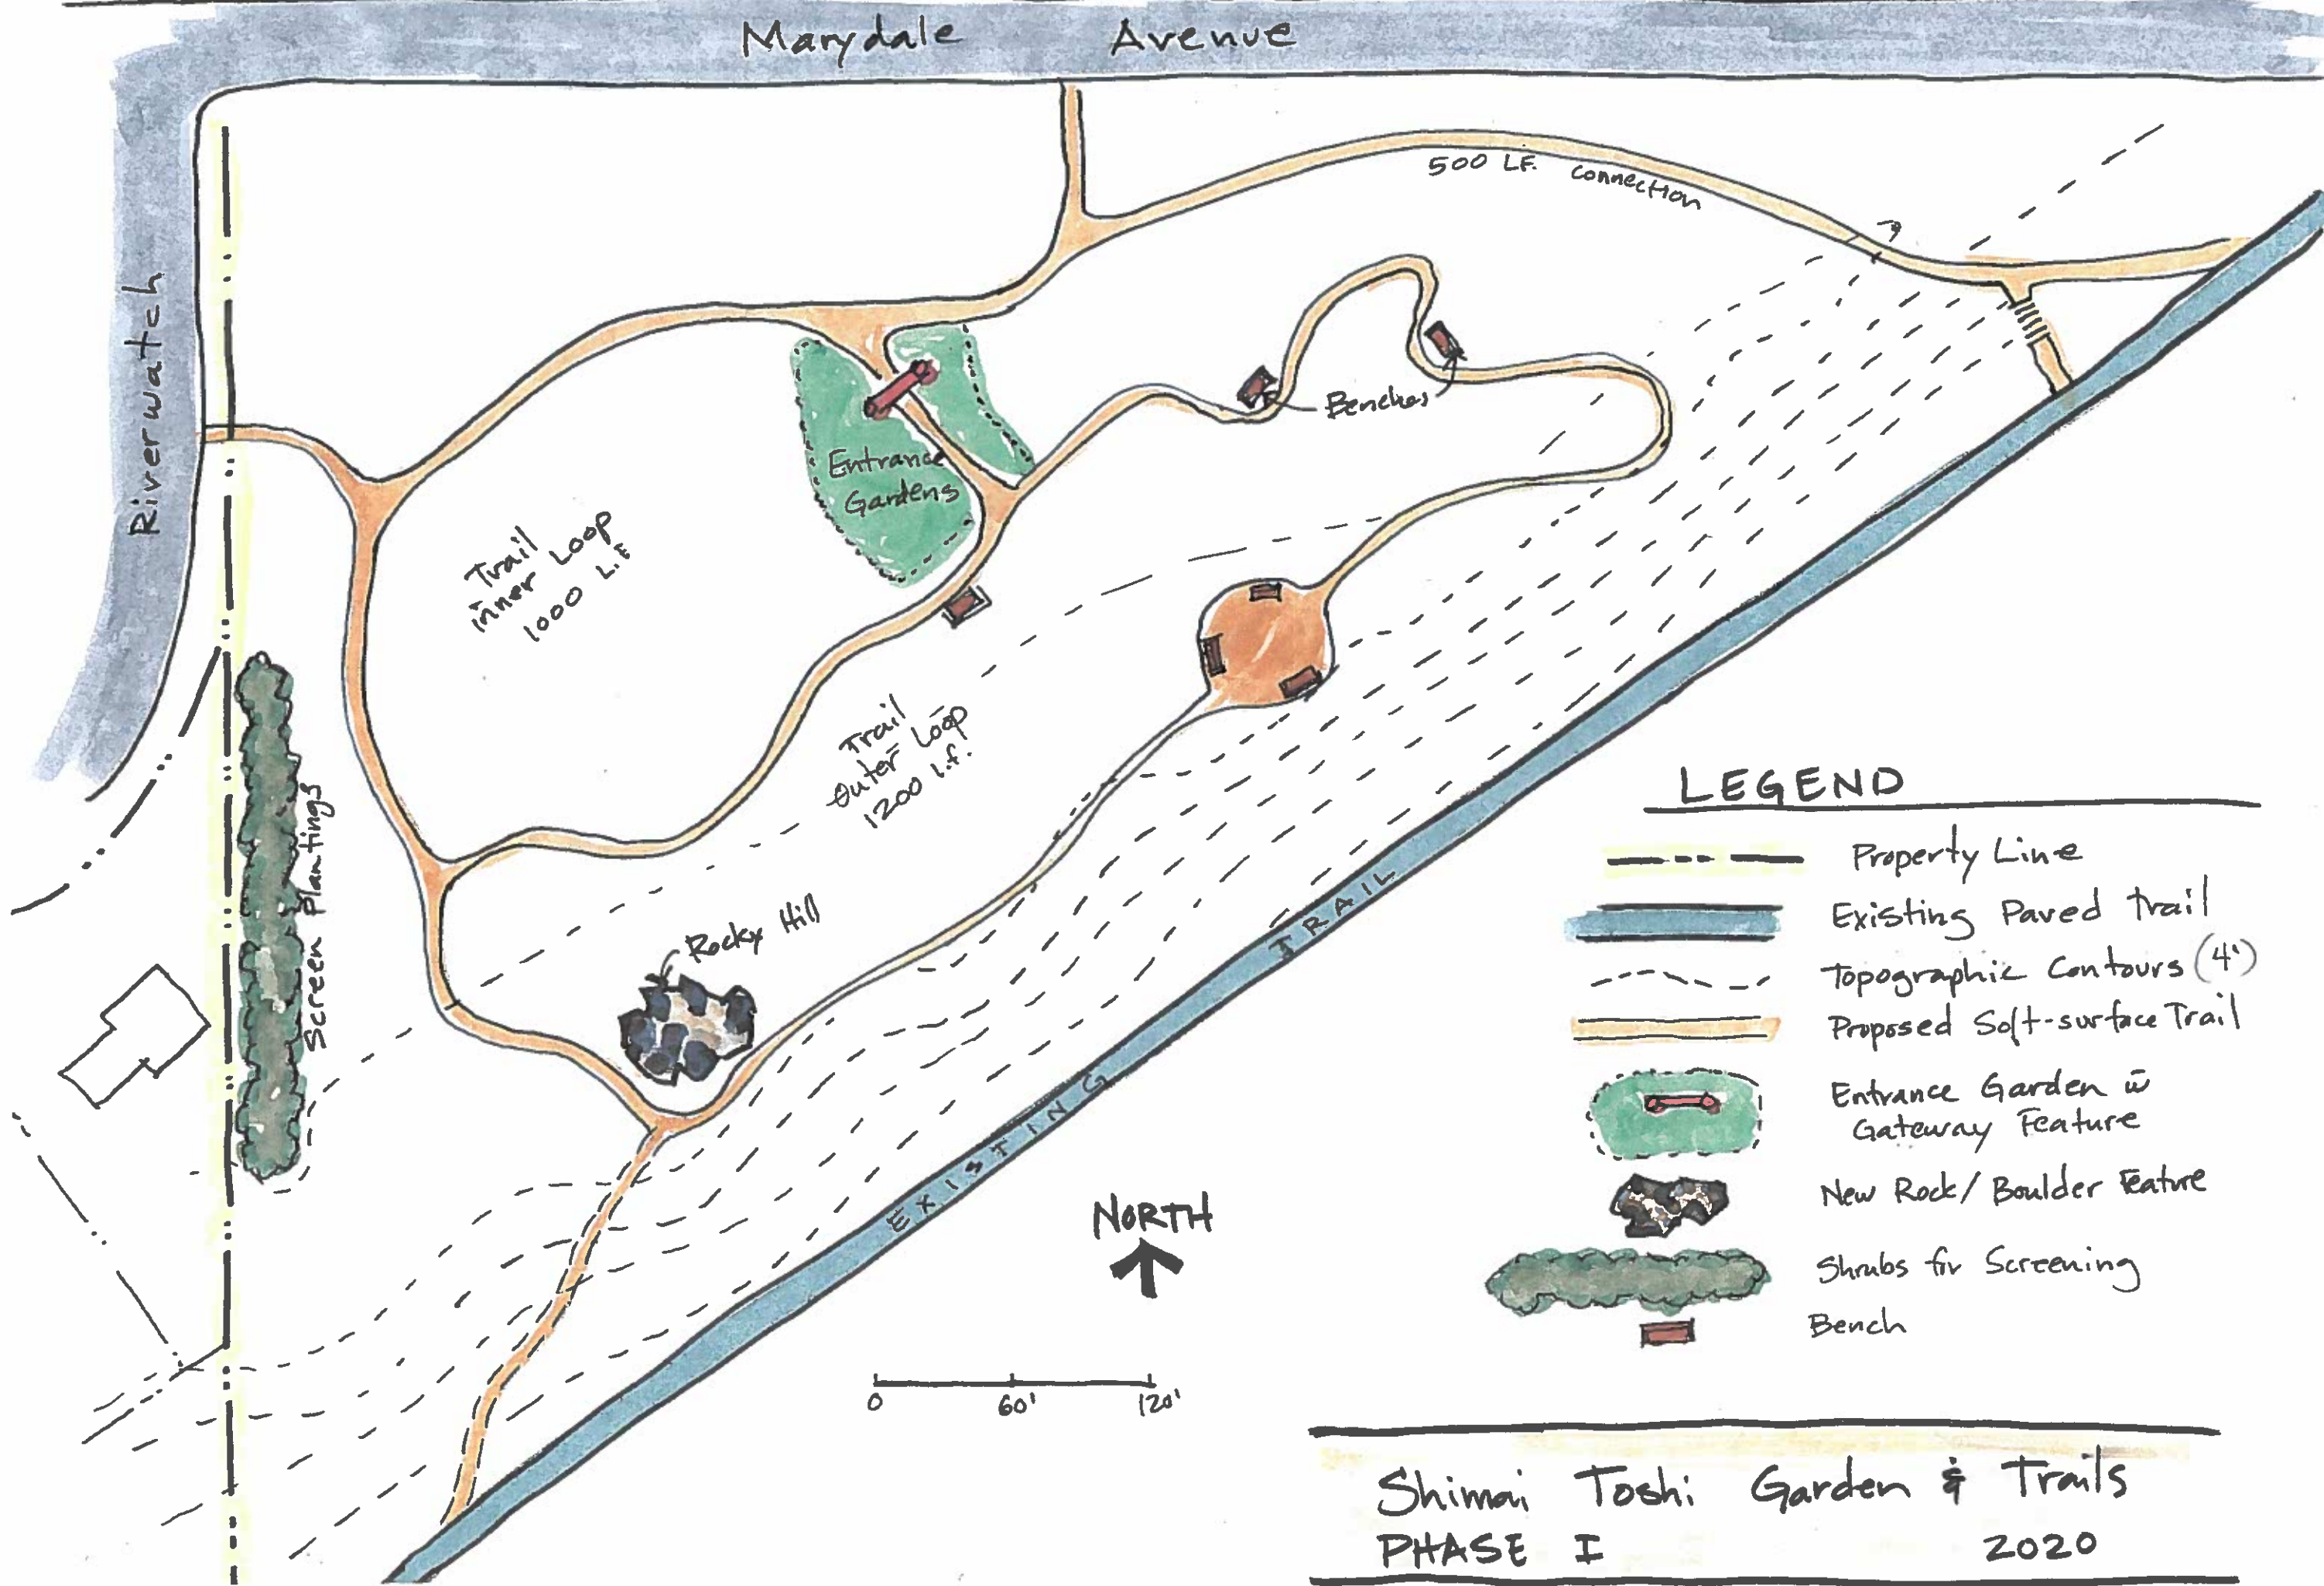 Marydale Avenue
Riverwatch
500 LF. connection
Benches
Entrance
Gardens
Trail
inner Loop
1000 L.F
Trail
Outer Loop
1200 l.f.
Screen Plantings
Rocky Hill
EXISTING TRAIL
NORTH
0 60' 120'
LEGEND
Property Line
Existing Paved trail
Topographic Contours (4')
Proposed Soft-surface Trail
Entrance Garden w̄
Gateway Feature
New Rock/Boulder Feature
Shrubs for Screening
Bench
Shimai Toshi Garden & Trails
PHASE I 2020